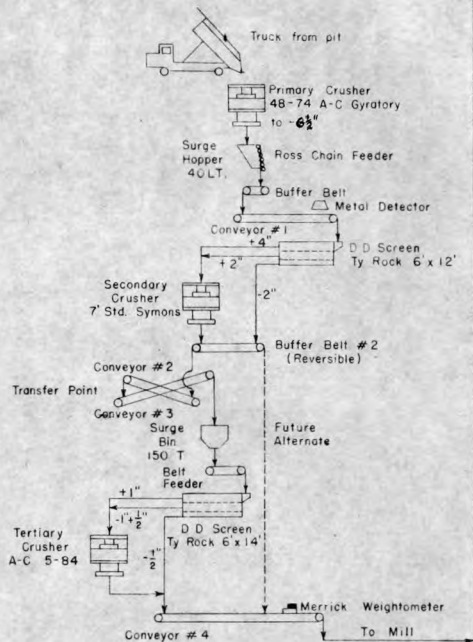 Truck from pit
Primary Crusher
48-74 A-C Gyratory
to -6½"
Surge
Hopper
40 LT.
Ross Chain Feeder
Buffer Belt
Metal Detector
Conveyor #1
+4"
+2"
D D Screen
Ty Rock 6' x 12'
-2"
Secondary
Crusher
7' Std. Symons
Buffer Belt #2
(Reversible)
Conveyor #2
Transfer Point
Conveyor #3
Surge
Bin
150 T
Future
Alternate
Belt
Feeder
+1"
-1"+½"
D D Screen
Ty Rock 6' x 14'
-½"
Tertiary
Crusher
A-C 5-84
Merrick Weightometer
To Mill
Conveyor #4